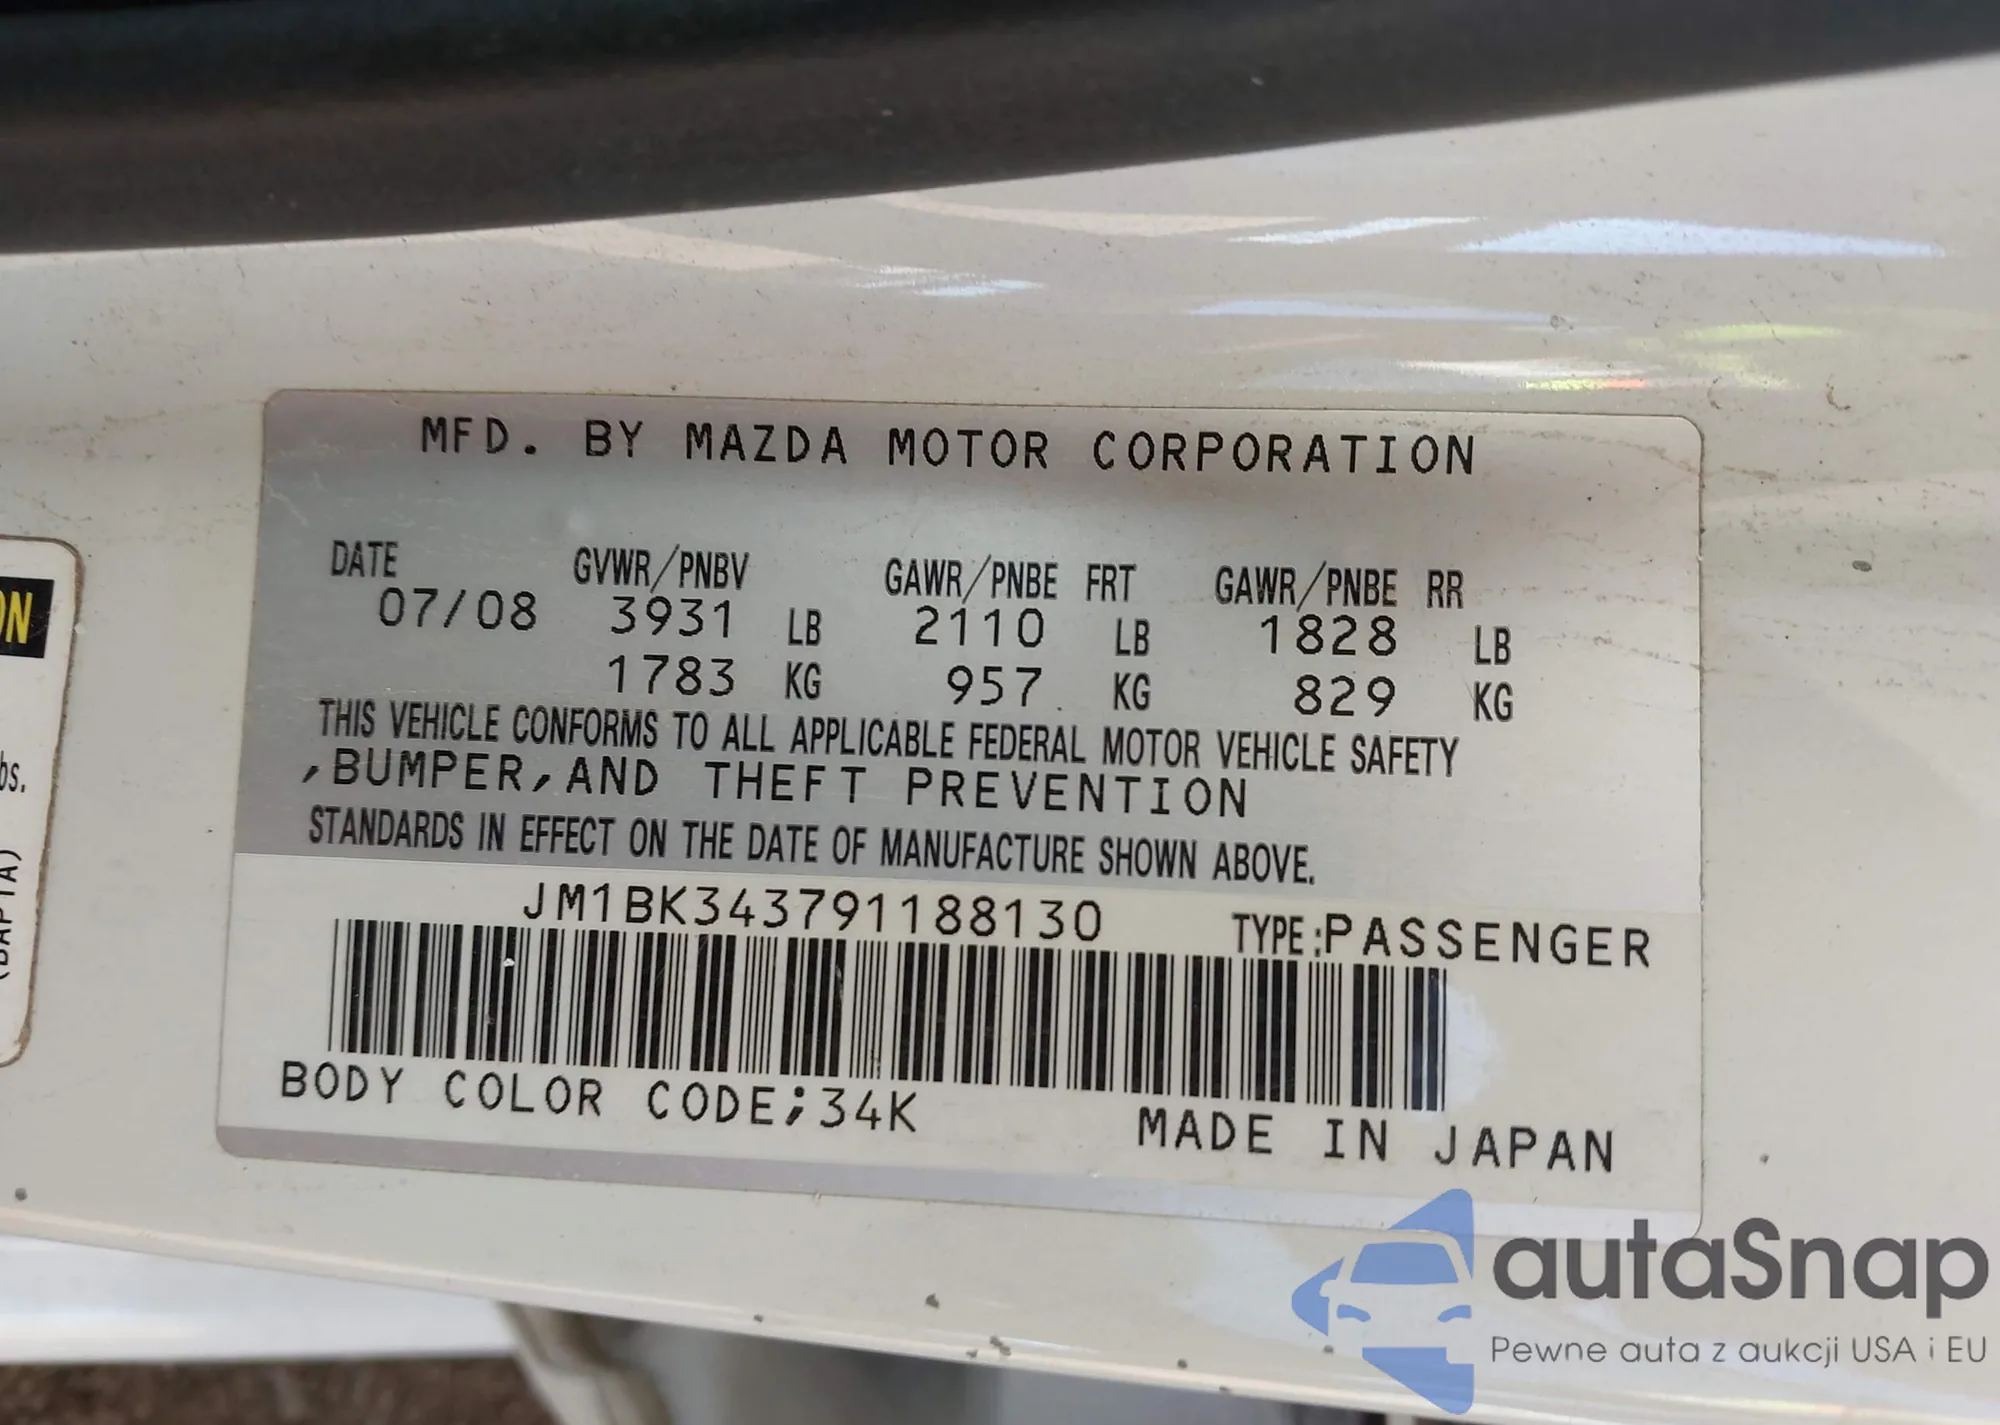 MFD. BY MAZDA MOTOR CORPORATION
DATE GVWR/PNBV GAWR/PNBE FRT GAWR/PNBE RR
07/08 3931 LB 2110 LB 1828 LB
1783 KG 957 KG 829 KG
THIS VEHICLE CONFORMS TO ALL APPLICABLE FEDERAL MOTOR VEHICLE SAFETY
,BUMPER,AND THEFT PREVENTION
STANDARDS IN EFFECT ON THE DATE OF MANUFACTURE SHOWN ABOVE.
JM1BK343791188130 TYPE:PASSENGER
BODY COLOR CODE;34K MADE IN JAPAN
ON
bs.
(BAPTA)
autaSnap
Pewne auta z aukcji USA i EU